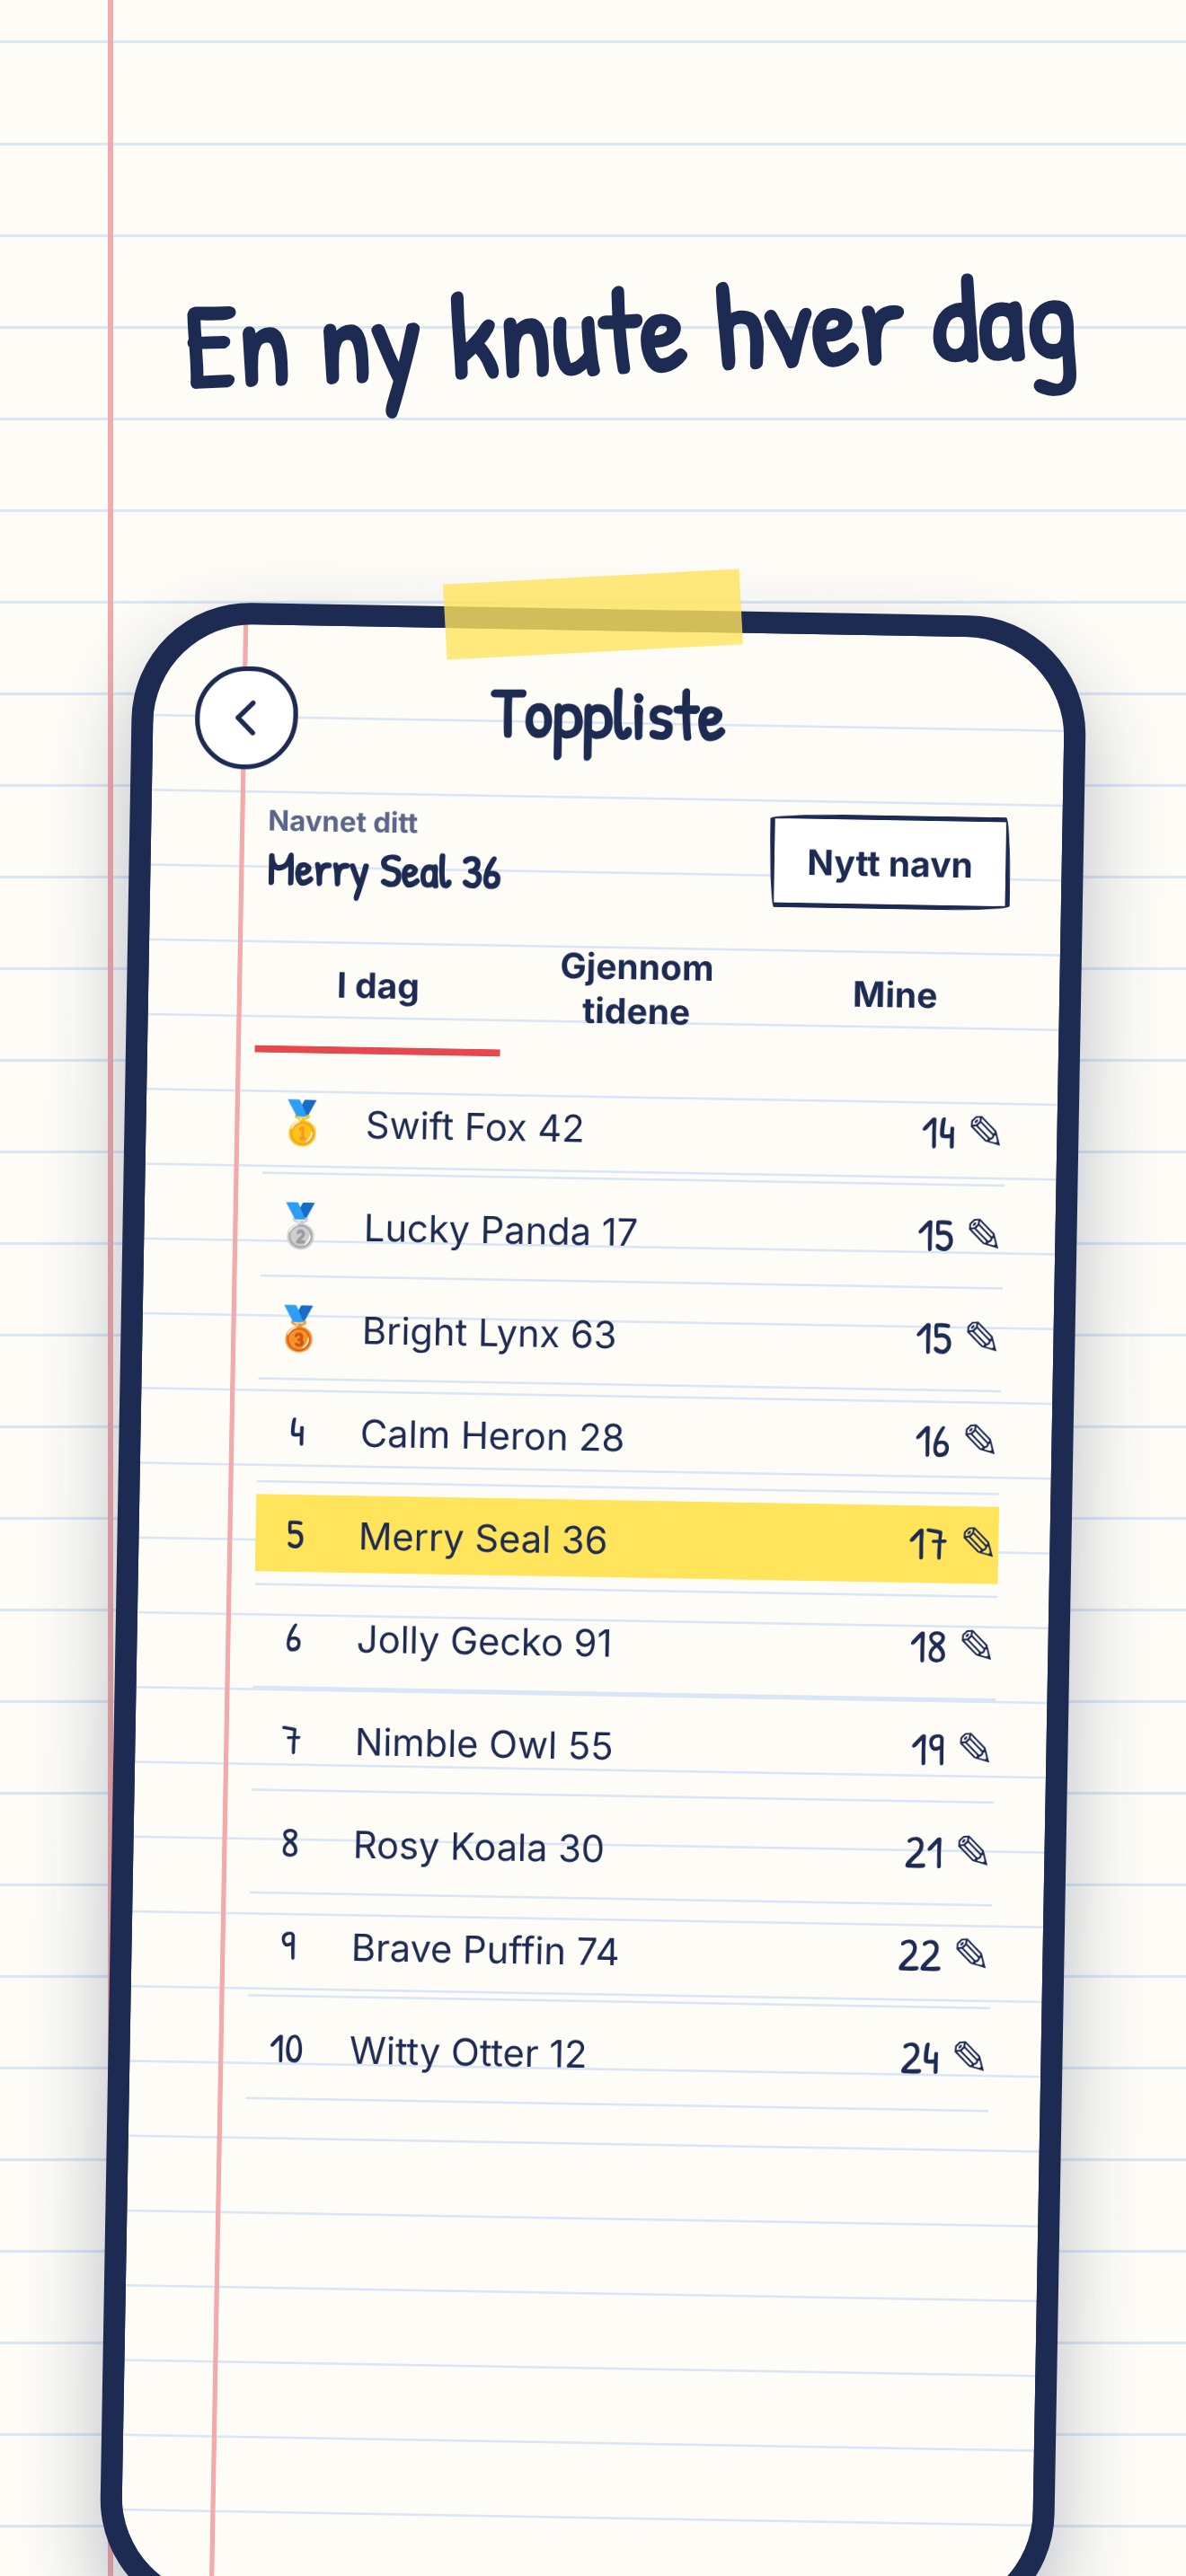 En ny knute hver dag
Toppliste
Navnet ditt
Merry Seal 36
Nytt navn
I dag
Gjennom
tidene
Mine
🥇 Swift Fox 42 14 ✎
🥈 Lucky Panda 17 15 ✎
🥉 Bright Lynx 63 15 ✎
4 Calm Heron 28 16 ✎
5 Merry Seal 36 17 ✎
6 Jolly Gecko 91 18 ✎
7 Nimble Owl 55 19 ✎
8 Rosy Koala 30 21 ✎
9 Brave Puffin 74 22 ✎
10 Witty Otter 12 24 ✎